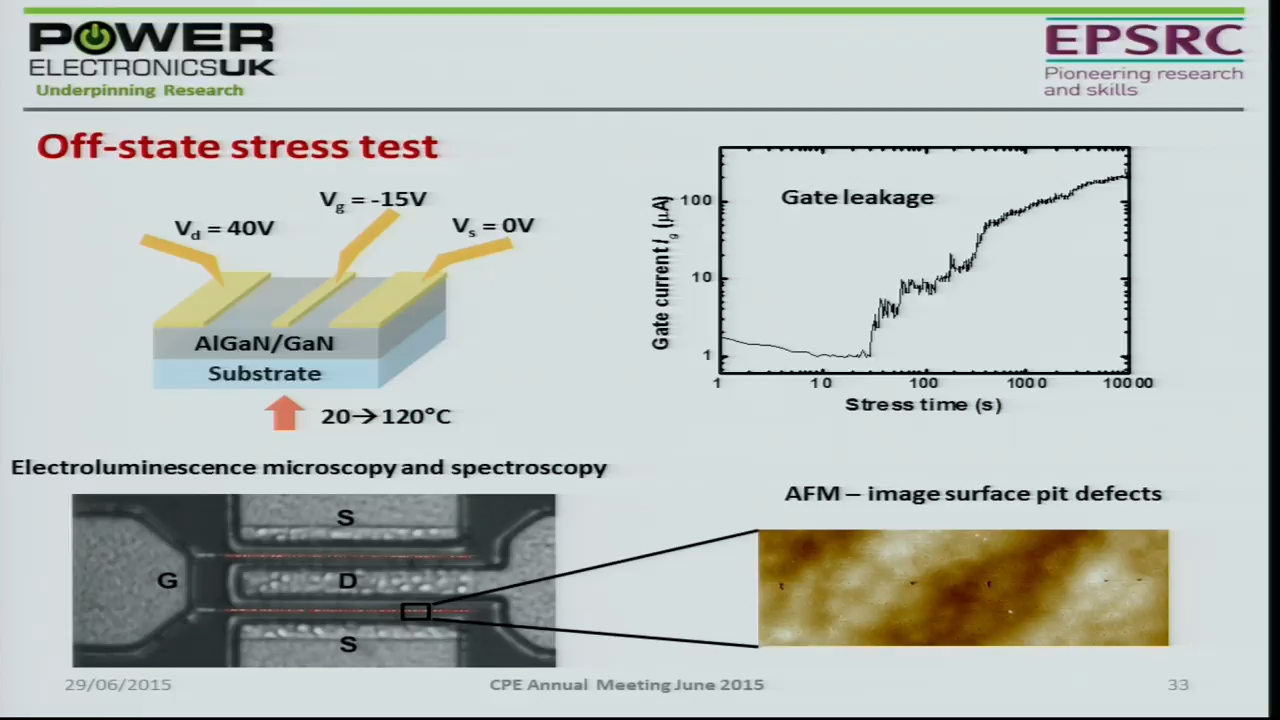 POWER
ELECTRONICSUK
Underpinning Research
EPSRC
Pioneering research
and skills
Off-state stress test
Vg = -15V
Vd = 40V
Vs = 0V
AlGaN/GaN
Substrate
20→120°C
Gate leakage
Gate current Ig (μA)
100
10
1
1
10
100
1000
10000
Stress time (s)
Electroluminescence microscopy and spectroscopy
S
G
D
S
AFM – image surface pit defects
29/06/2015
CPE Annual Meeting June 2015
33